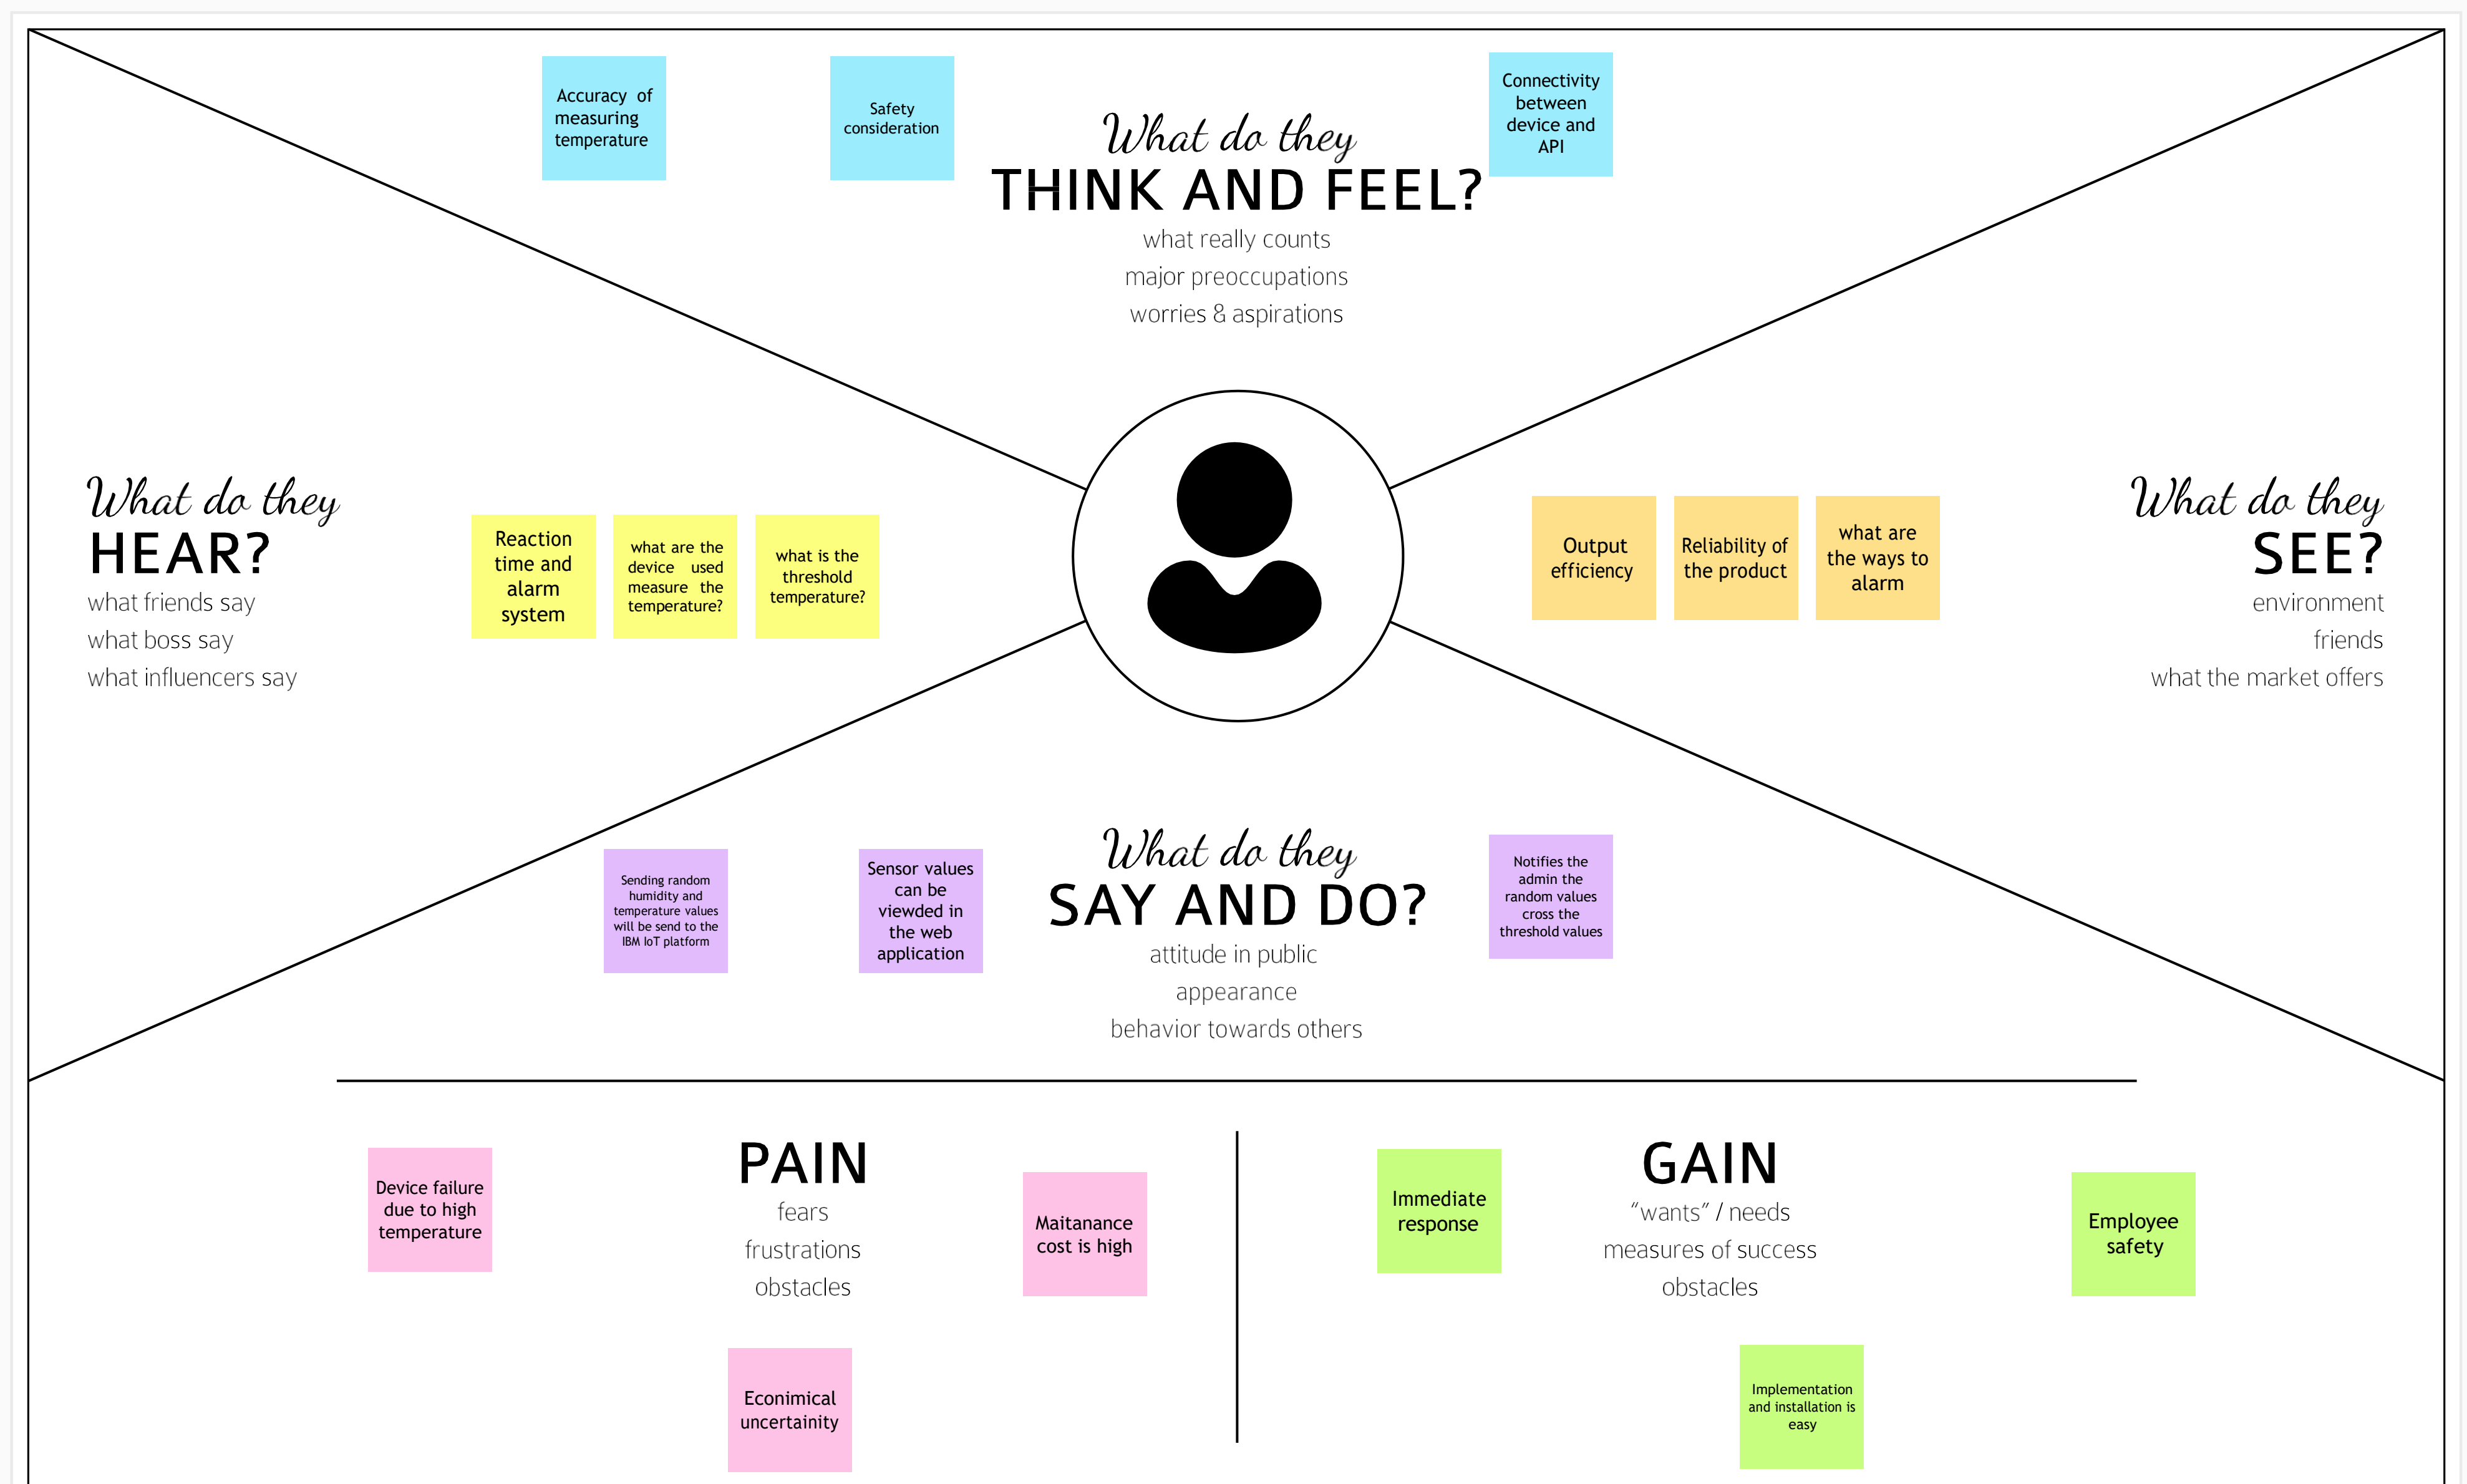 Accuracy of
measuring
temperature
Safety
consideration
What do they
THINK AND FEEL?
what really counts
major preoccupations
worries & aspirations
Connectivity
between
device and
API
What do they
HEAR?
what friends say
what boss say
what influencers say
Reaction
time and
alarm
system
what are the
device used
measure the
temperature?
what is the
threshold
temperature?
Output
efficiency
Reliability of
the product
what are
the ways to
alarm
What do they
SEE?
environment
friends
what the market offers
Sending random
humidity and
temperature values
will be send to the
IBM IoT platform
Sensor values
can be
viewded in
the web
application
What do they
SAY AND DO?
attitude in public
appearance
behavior towards others
Notifies the
admin the
random values
cross the
threshold values
Device failure
due to high
temperature
PAIN
fears
frustrations
obstacles
Maitanance
cost is high
Econimical
uncertainity
Immediate
response
GAIN
“wants” / needs
measures of success
obstacles
Employee
safety
Implementation
and installation is
easy